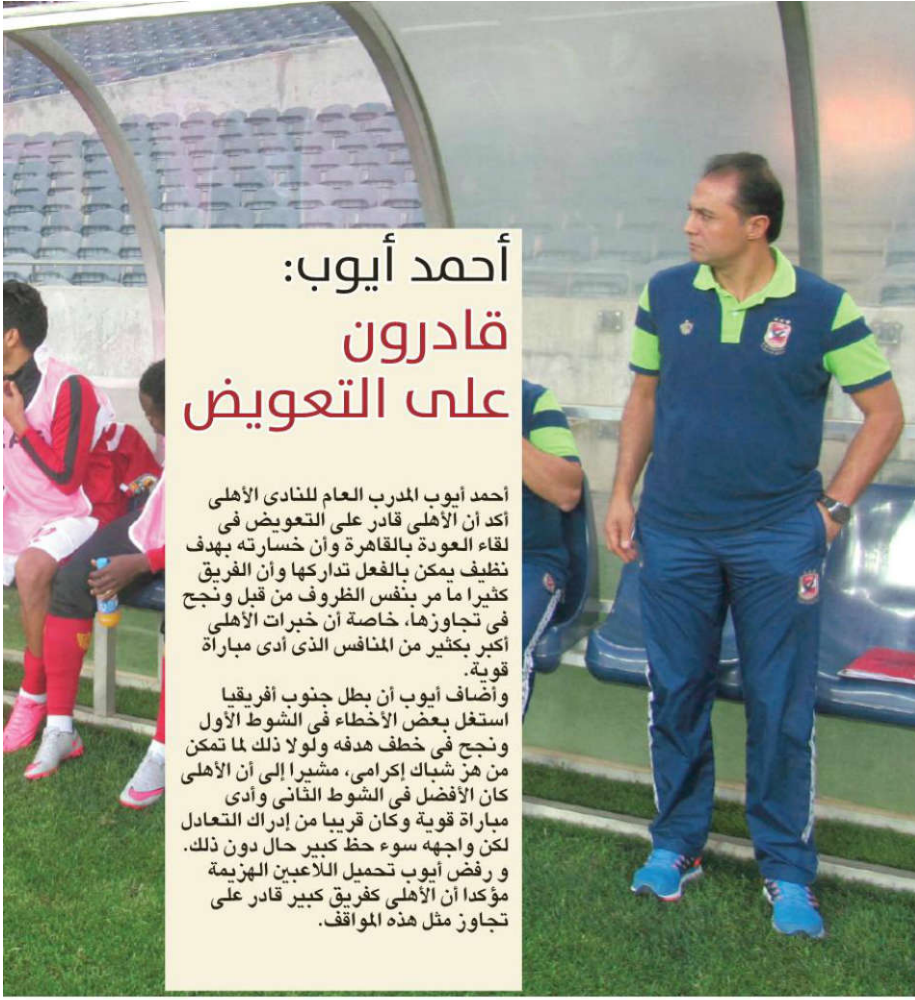 أحمد أيوب:
قادرون
على التعويض
أحمد أيوب المدرب العام للنادى الأهلى
أكد أن الأهلى قادر على التعويض فى
لقاء العودة بالقاهرة وأن خسارته بهدف
نظيف يمكن بالفعل تداركها وأن الفريق
كثيرا ما مر بنفس الظروف من قبل ونجح
فى تجاوزها، خاصة أن خبرات الأهلى
أكبر بكثير من المنافس الذى أدى مباراة
قوية.
وأضاف أيوب أن بطل جنوب أفريقيا
استغل بعض الأخطاء فى الشوط الأول
ونجح فى خطف هدفه ولولا ذلك لما تمكن
من هز شباك إكرامى، مشيرا إلى أن الأهلى
كان الأفضل فى الشوط الثانى وأدى
مباراة قوية وكان قريبا من إدراك التعادل
لكن واجهه سوء حظ كبير حال دون ذلك.
و رفض أيوب تحميل اللاعبين الهزيمة
مؤكدا أن الأهلى كفريق كبير قادر على
تجاوز مثل هذه المواقف.